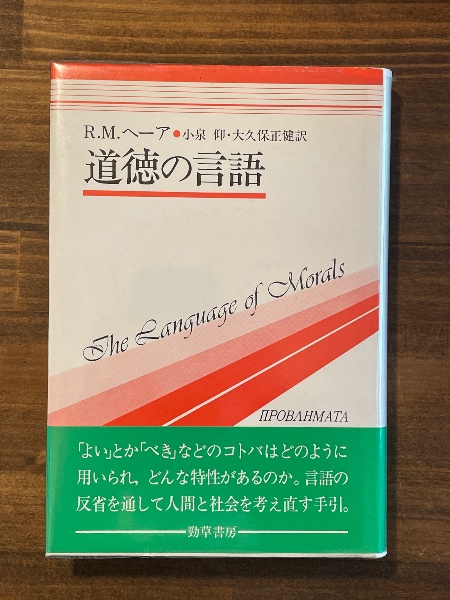 R.M.ヘーア●小泉 仰・大久保正健訳
道徳の言語
The Language of Morals
ΠΡΟΒΛΗΜΑΤΑ
「よい」とか「べき」などのコトバはどのように
用いられ，どんな特性があるのか。言語の
反省を通して人間と社会を考え直す手引。
勁草書房